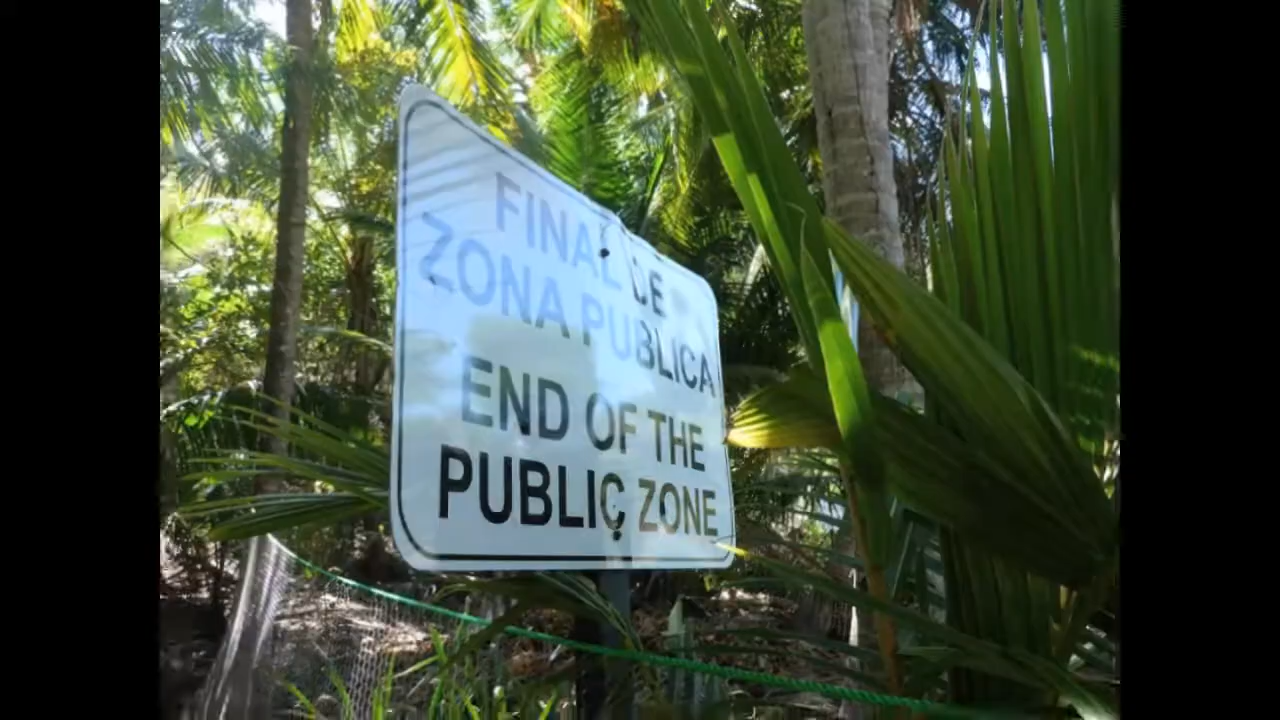 FINAL DE
ZONA PUBLICA
END OF THE
PUBLIC ZONE